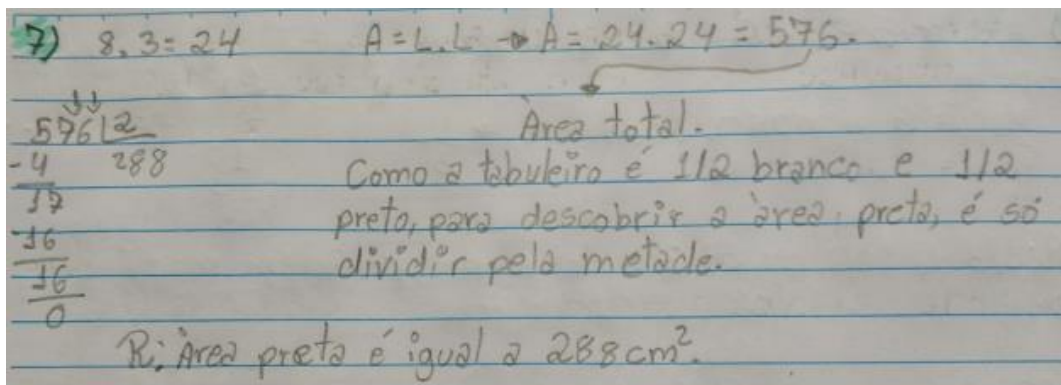 7) 8.3=24 A=L.L → A= 24.24 = 576.
Area total.
576 2
-4 288
17
-16
16
16
0
Como a tabuleiro é 1/2 branco e 1/2
preto, para descobrir a área preta, é só
dividir pela metade.
R: Área preta é igual a 288cm².